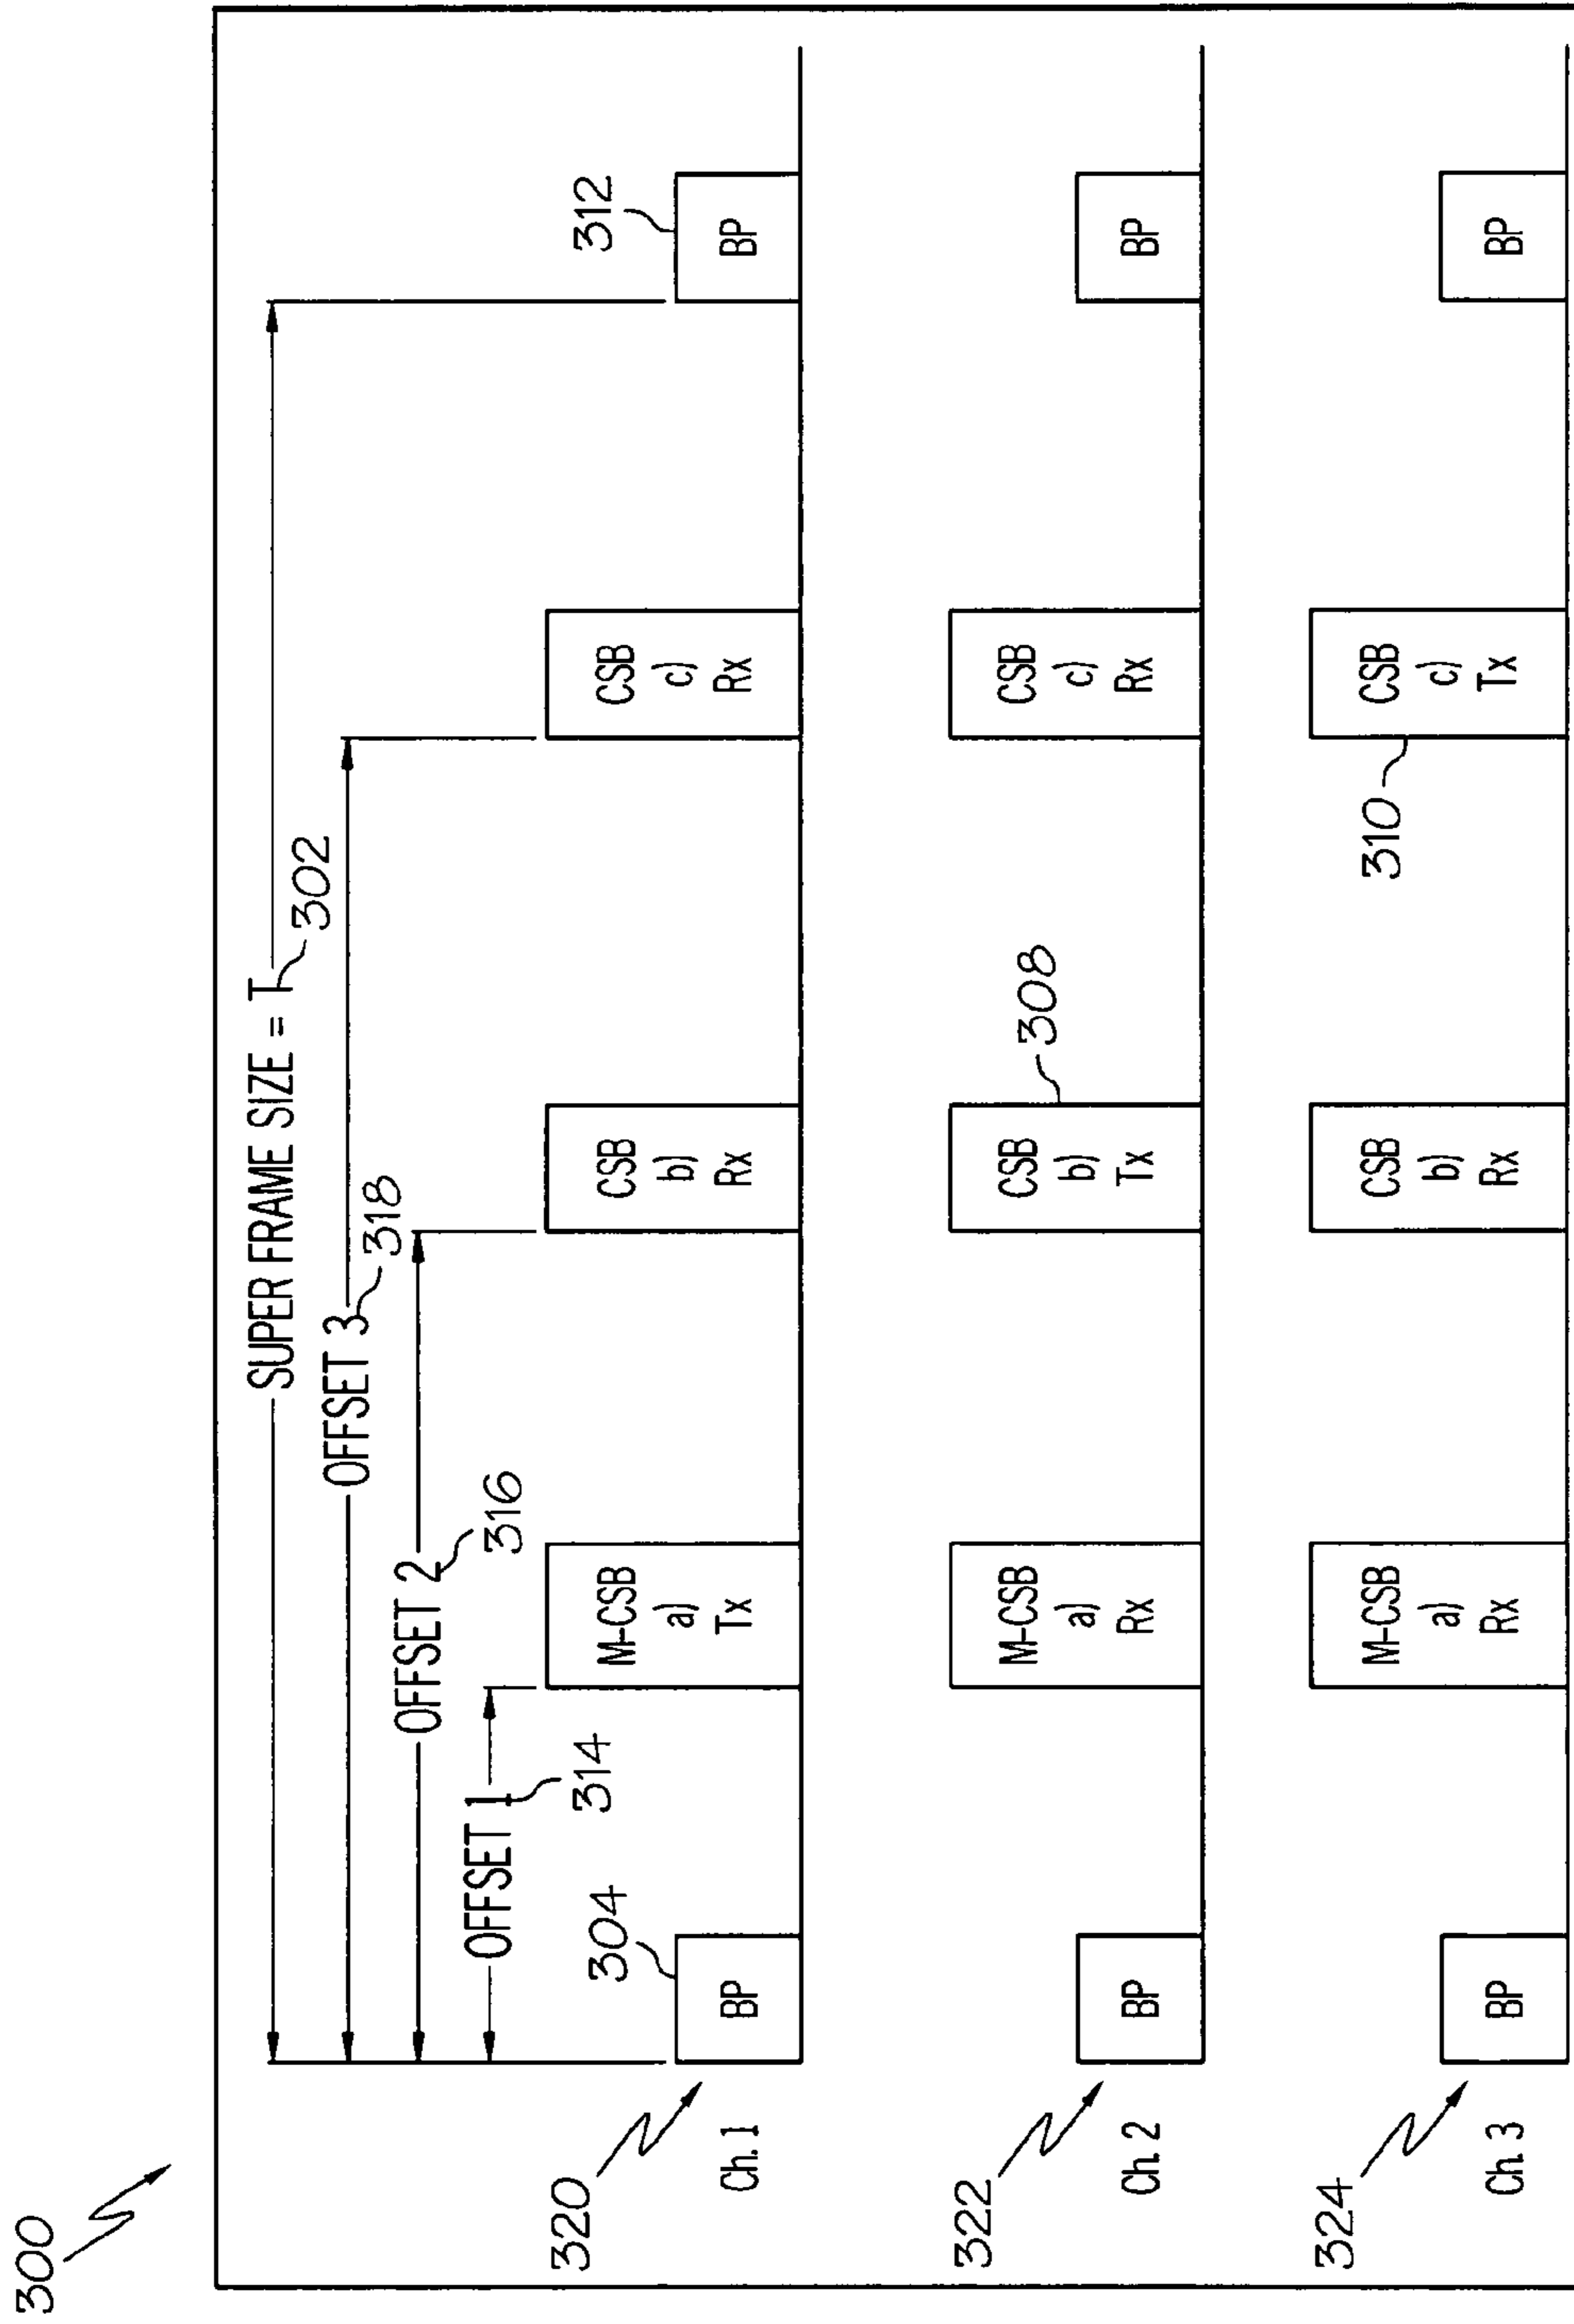 300
SUPER FRAME SIZE = T
302
OFFSET 3
318
OFFSET 2
316
OFFSET 1
314
304
312
320
Ch. 1
BP
M-CSB
a)
Tx
CSB
b)
Rx
CSB
c)
Rx
BP
308
322
Ch. 2
BP
M-CSB
a)
Rx
CSB
b)
Tx
CSB
c)
Rx
BP
324
Ch. 3
BP
M-CSB
a)
Rx
CSB
b)
Rx
310
CSB
c)
Tx
BP